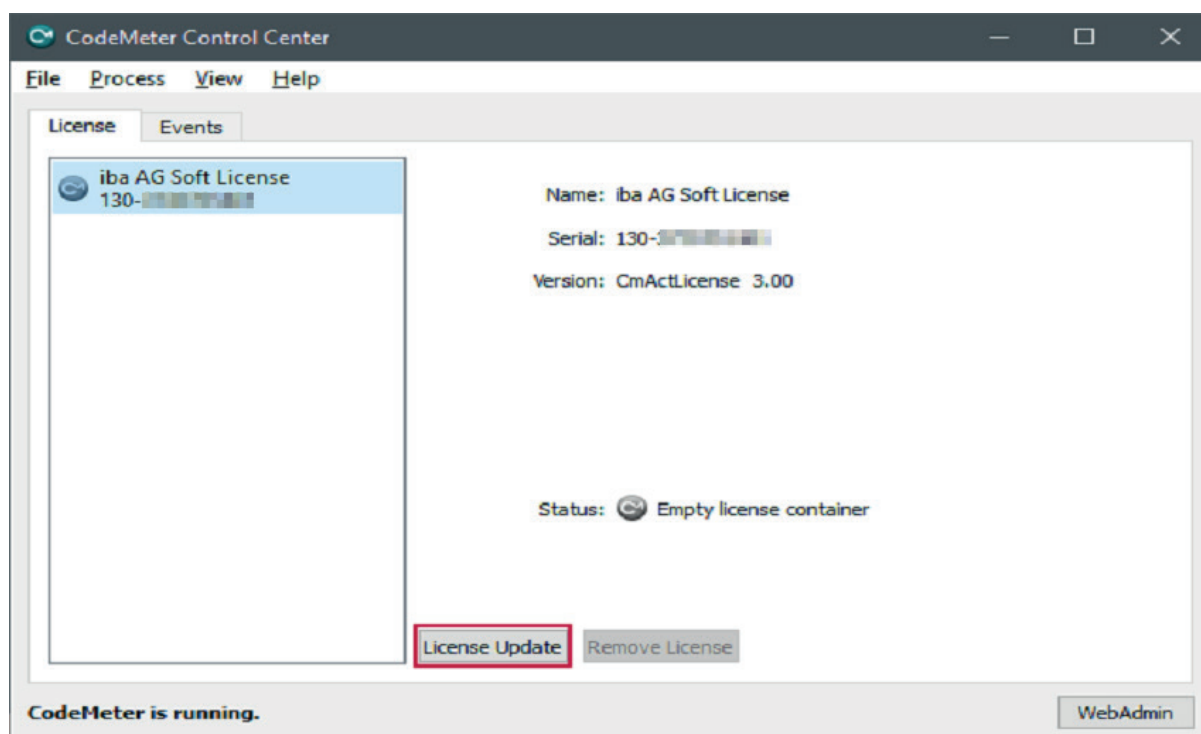 CodeMeter Control Center
File Process View Help
License Events
iba AG Soft License
130-
Name: iba AG Soft License
Serial: 130-
Version: CmActLicense 3.00
Status: Empty license container
License Update Remove License
CodeMeter is running.
WebAdmin